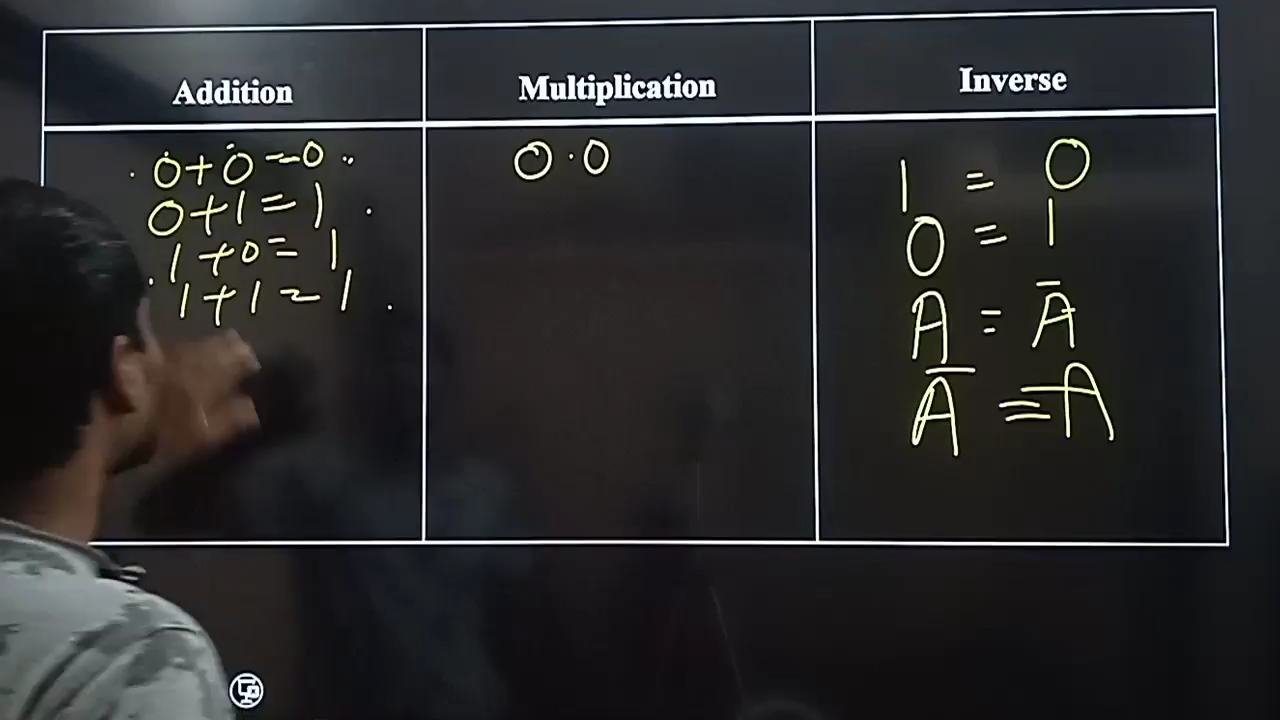 Addition
Multiplication
Inverse
0+0=0
0+1=1
1+0=1
1+1=1
0·0
1 = 0
0 = 1
A = Ā
Ā = A